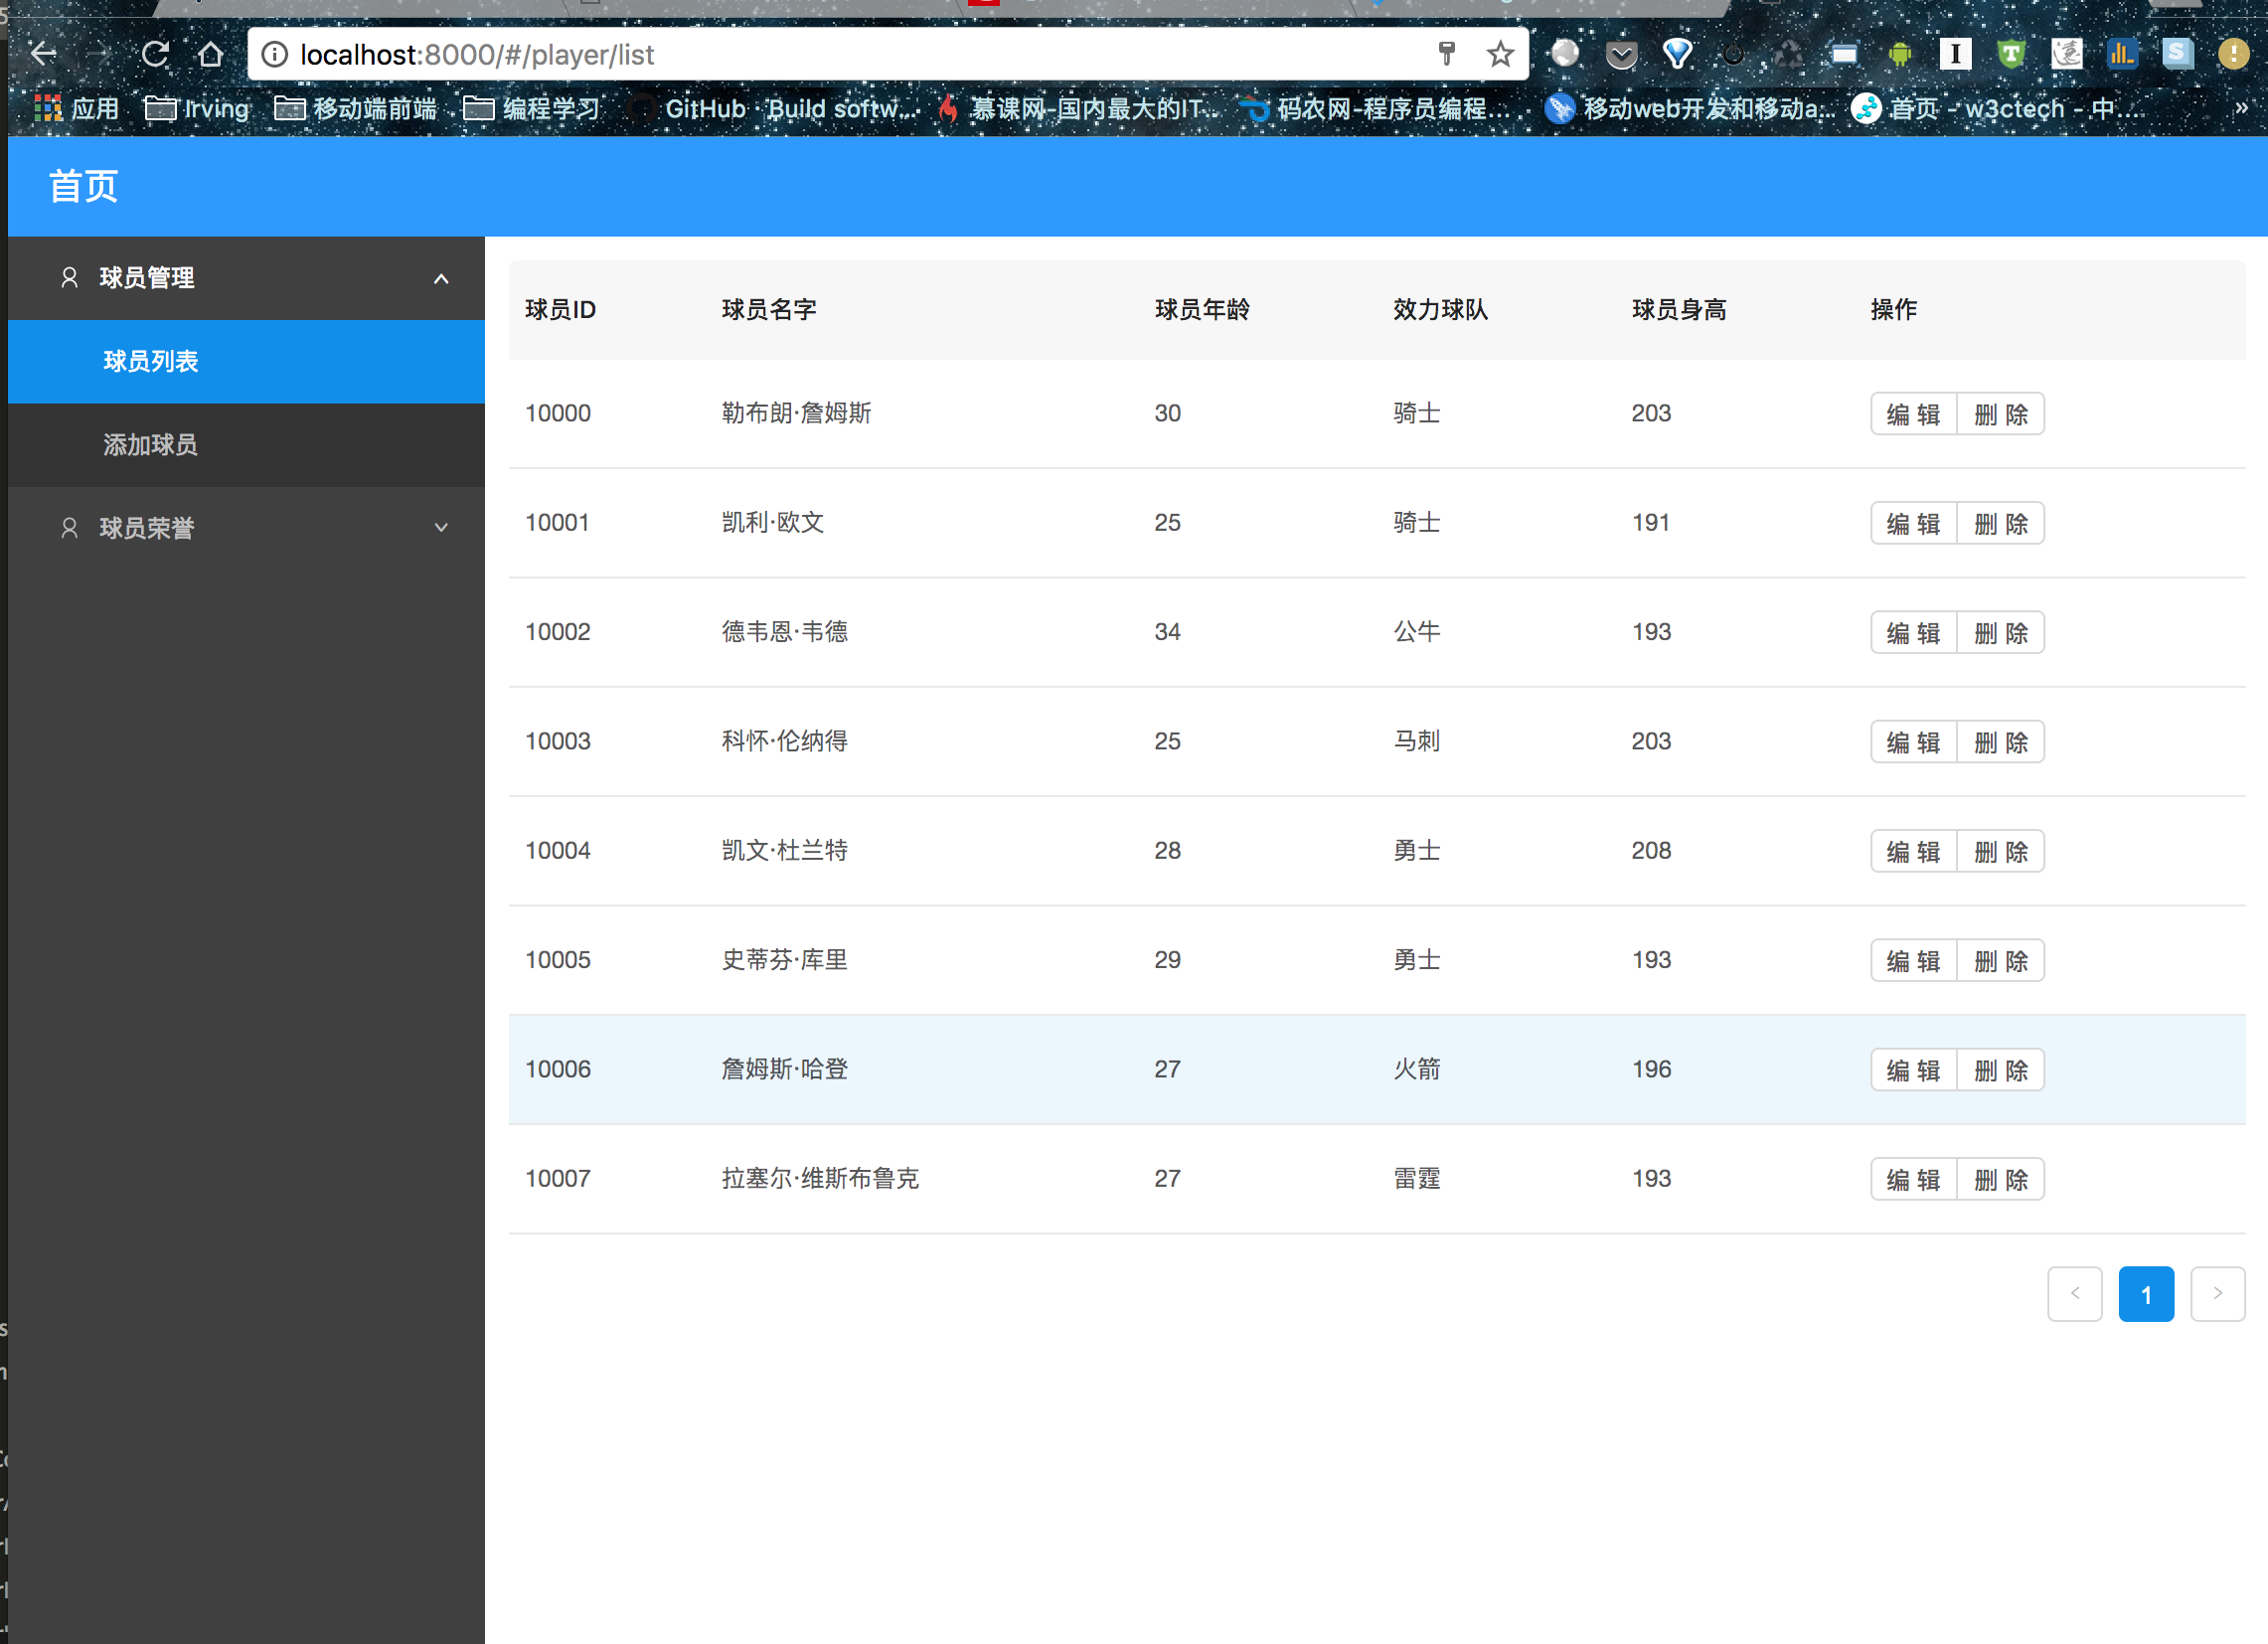 localhost:8000/#/player/list
应用 Irving 移动端前端 编程学习 GitHub · Build softw... 慕课网-国内最大的IT... 码农网-程序员编程... 移动web开发和移动a... 首页 - w3ctech - 中... »
首页
球员管理
球员列表
添加球员
球员荣誉
球员ID 球员名字 球员年龄 效力球队 球员身高 操作
10000 勒布朗·詹姆斯 30 骑士 203 编 辑 删 除
10001 凯利·欧文 25 骑士 191 编 辑 删 除
10002 德韦恩·韦德 34 公牛 193 编 辑 删 除
10003 科怀·伦纳得 25 马刺 203 编 辑 删 除
10004 凯文·杜兰特 28 勇士 208 编 辑 删 除
10005 史蒂芬·库里 29 勇士 193 编 辑 删 除
10006 詹姆斯·哈登 27 火箭 196 编 辑 删 除
10007 拉塞尔·维斯布鲁克 27 雷霆 193 编 辑 删 除
< 1 >